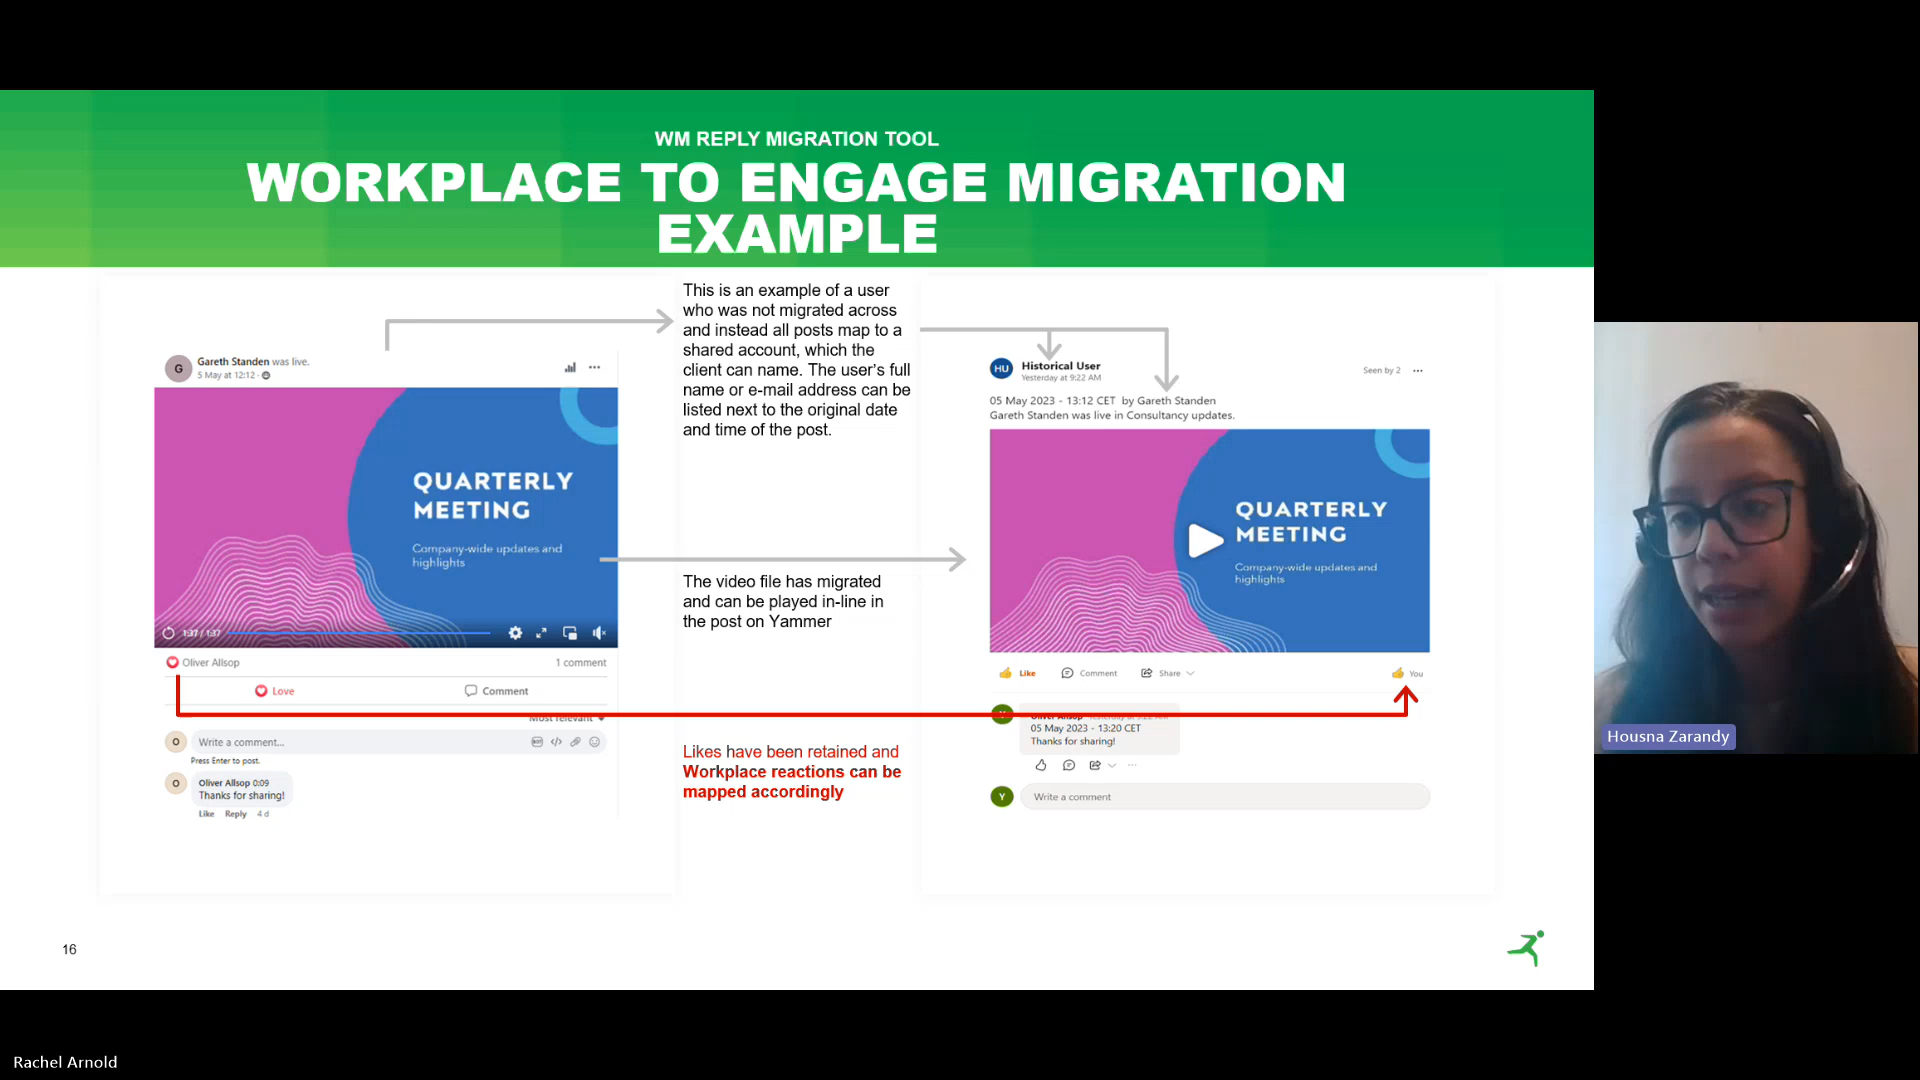 WM REPLY MIGRATION TOOL
WORKPLACE TO ENGAGE MIGRATION
EXAMPLE
G
Gareth Standen was live.
5 May at 12:12 ·
QUARTERLY
MEETING
Company-wide updates and
highlights
1:37 / 1:37
Oliver Allsop
1 comment
Love
Comment
Most relevant
O
Write a comment...
Press Enter to post.
O
Oliver Allsop 0:09
Thanks for sharing!
Like Reply 4 d
This is an example of a user
who was not migrated across
and instead all posts map to a
shared account, which the
client can name. The user's full
name or e-mail address can be
listed next to the original date
and time of the post.
The video file has migrated
and can be played in-line in
the post on Yammer
Likes have been retained and
Workplace reactions can be
mapped accordingly
HU
Historical User
Yesterday at 9:22 AM
Seen by 2
05 May 2023 - 13:12 CET by Gareth Standen
Gareth Standen was live in Consultancy updates.
QUARTERLY
MEETING
Company-wide updates and
highlights
Like
Comment
Share
You
Oliver Allsop
05 May 2023 - 13:20 CET
Thanks for sharing!
Y
Write a comment
16
Housna Zarandy
Rachel Arnold